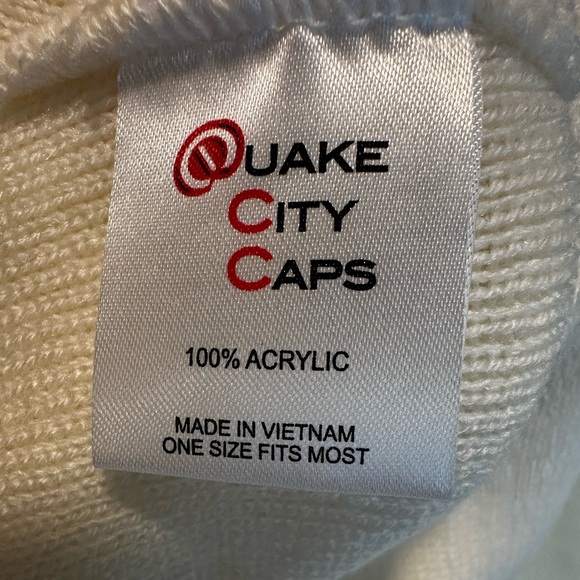 QUAKE
CITY
CAPS
100% ACRYLIC
MADE IN VIETNAM
ONE SIZE FITS MOST